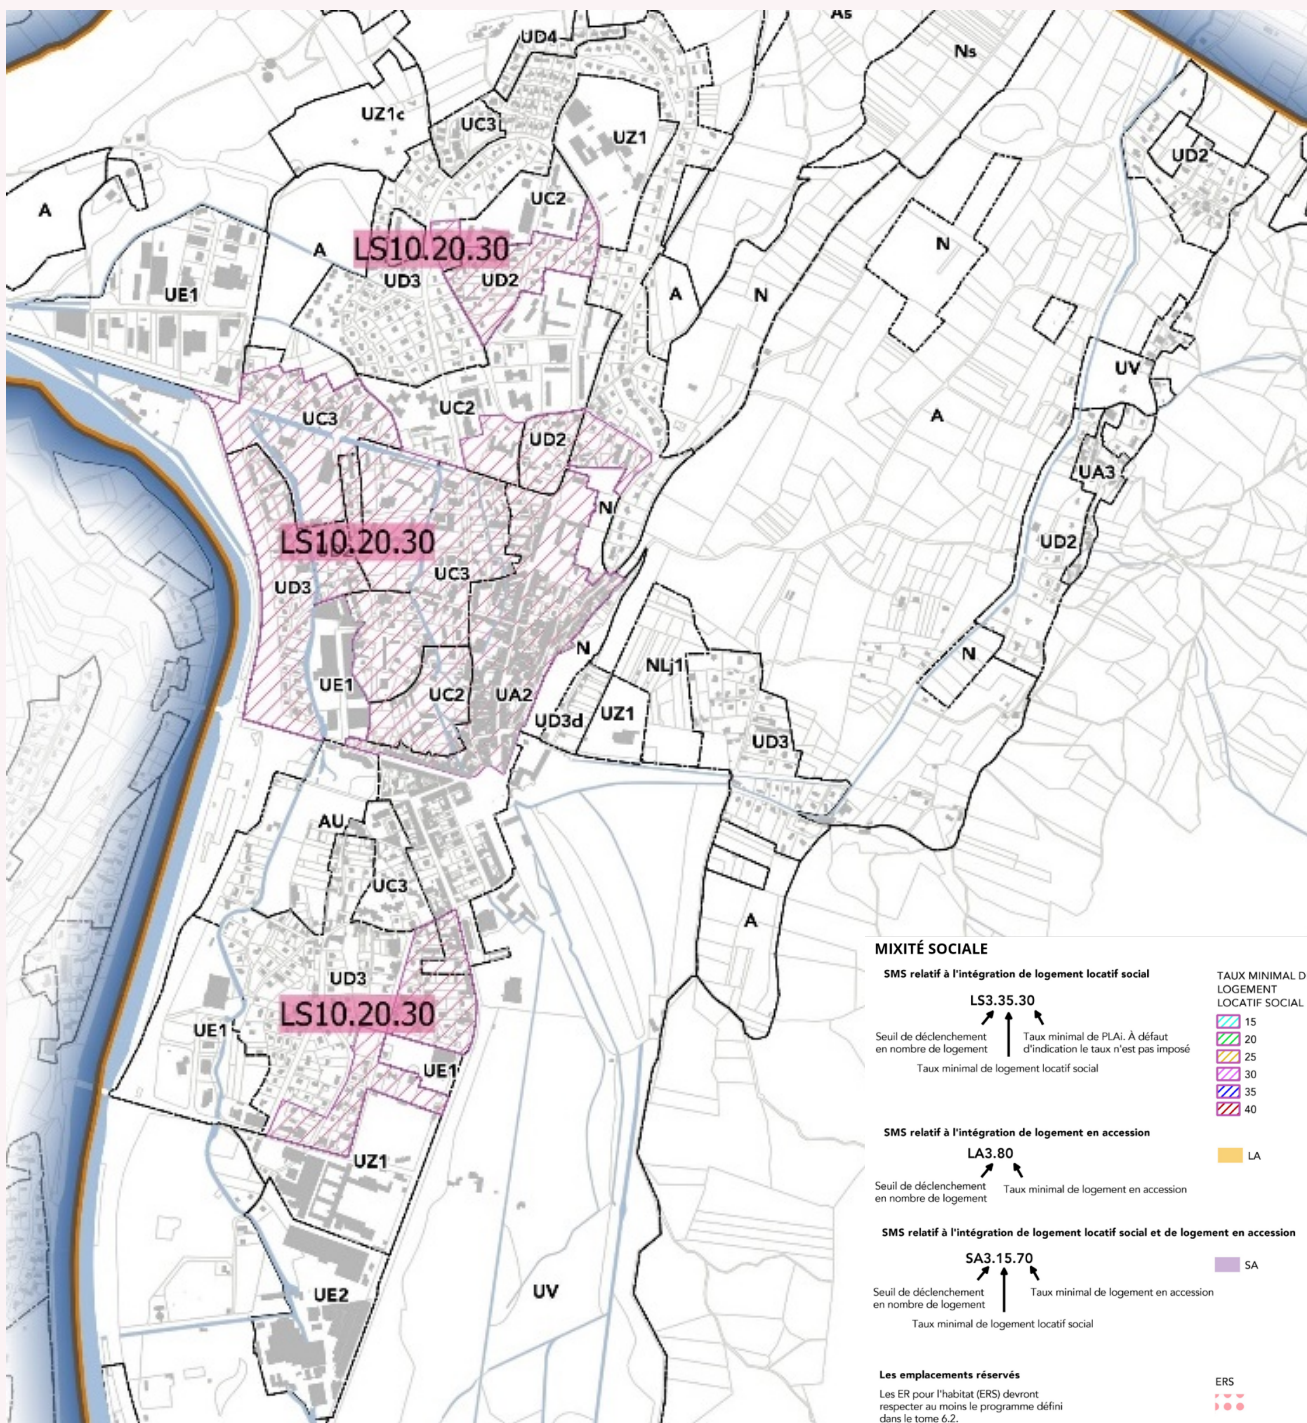 As
UD4
Ns
UZ1c
UC3
UZ1
UD2
A
UC2
LS10.20.30
A
N
UD3
UD2
UE1
A
N
UV
UC3
UC2
A
UD2
UA3
N
LS10.20.30
UD2
UC3
UD3
N
NLj1
N
UE1
UC2
UA2
UD3d
UZ1
UD3
AU
UC3
A
UD3
LS10.20.30
UE1
UE1
UZ1
UE2
UV
MIXITÉ SOCIALE
SMS relatif à l'intégration de logement locatif social
LS3.35.30
Seuil de déclenchement
en nombre de logement
Taux minimal de PLAi. À défaut
d'indication le taux n'est pas imposé
Taux minimal de logement locatif social
TAUX MINIMAL D
LOGEMENT
LOCATIF SOCIAL
15
20
25
30
35
40
SMS relatif à l'intégration de logement en accession
LA3.80
Seuil de déclenchement
en nombre de logement
Taux minimal de logement en accession
LA
SMS relatif à l'intégration de logement locatif social et de logement en accession
SA3.15.70
Seuil de déclenchement
en nombre de logement
Taux minimal de logement en accession
Taux minimal de logement locatif social
SA
Les emplacements réservés
Les ER pour l'habitat (ERS) devront
respecter au moins le programme défini
dans le tome 6.2.
ERS